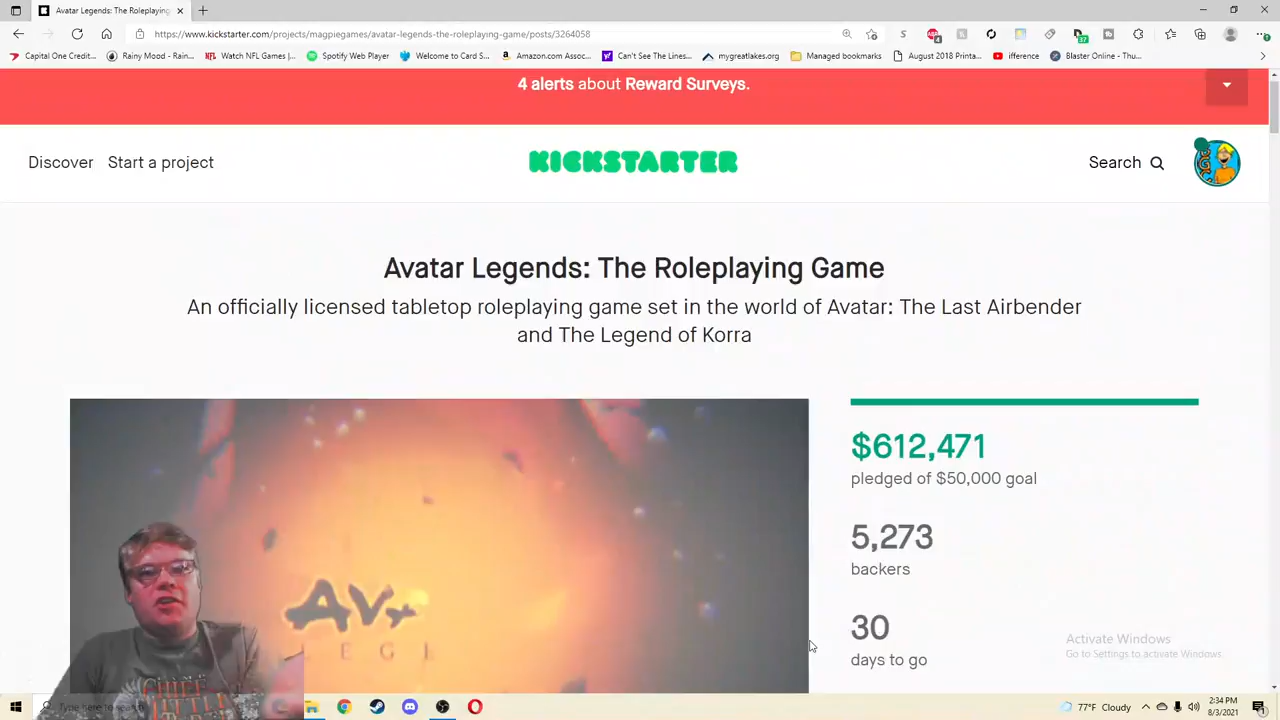 Avatar Legends: The Roleplaying
https://www.kickstarter.com/projects/magpiegames/avatar-legends-the-roleplaying-game/posts/3264058
Capital One Credit...
Rainy Mood - Rain...
Watch NFL Games |...
Spotify Web Player
Welcome to Card S...
Amazon.com Assoc...
Can't See The Lines...
mygreatlakes.org
Managed bookmarks
August 2018 Printa...
ifference
Blaster Online - Thu...
4 alerts about Reward Surveys.
Discover
Start a project
KICKSTARTER
Search
Avatar Legends: The Roleplaying Game
An officially licensed tabletop roleplaying game set in the world of Avatar: The Last Airbender
and The Legend of Korra
$612,471
pledged of $50,000 goal
5,273
backers
30
days to go
AV
LEGE
Activate Windows
Go to Settings to activate Windows.
Type here to search
77°F Cloudy
2:34 PM
8/3/2021